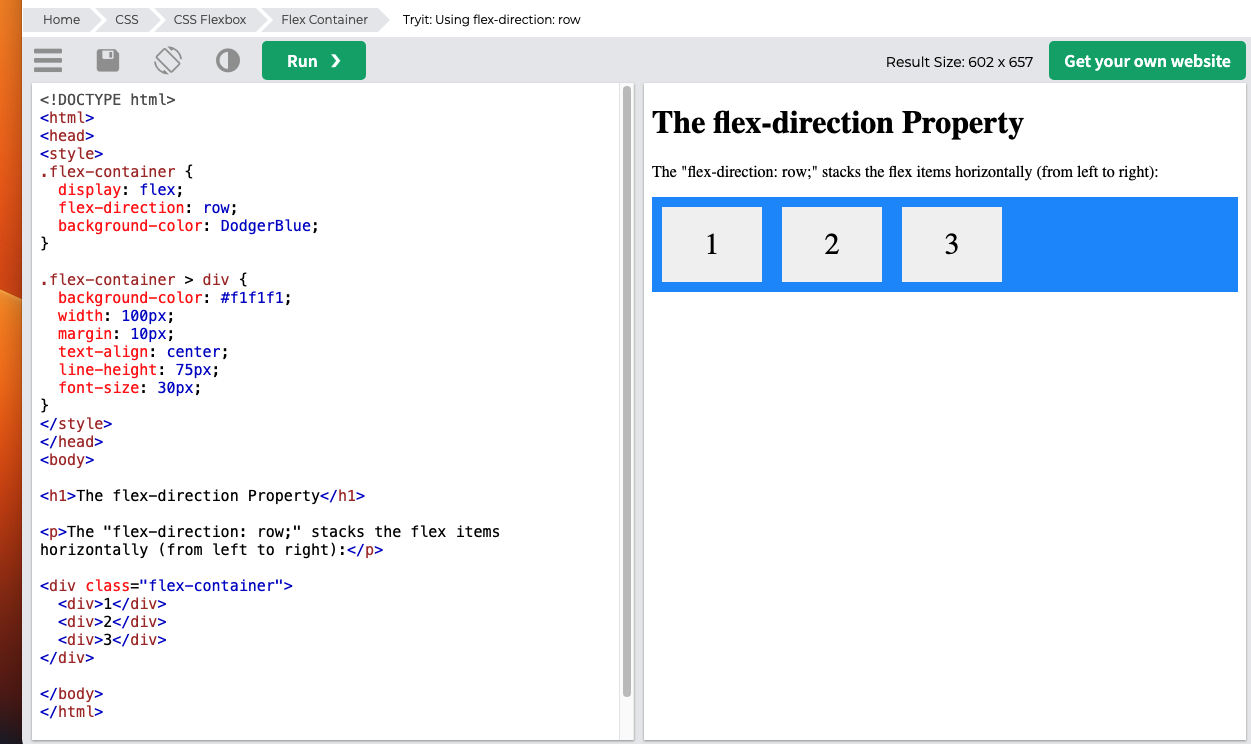 Home CSS CSS Flexbox Flex Container Tryit: Using flex-direction: row
Run ❯ Result Size: 602 x 657 Get your own website
<!DOCTYPE html>
<html>
<head>
<style>
.flex-container {
  display: flex;
  flex-direction: row;
  background-color: DodgerBlue;
}

.flex-container > div {
  background-color: #f1f1f1;
  width: 100px;
  margin: 10px;
  text-align: center;
  line-height: 75px;
  font-size: 30px;
}
</style>
</head>
<body>

<h1>The flex-direction Property</h1>

<p>The "flex-direction: row;" stacks the flex items
horizontally (from left to right):</p>

<div class="flex-container">
  <div>1</div>
  <div>2</div>
  <div>3</div>
</div>

</body>
</html>
The flex-direction Property
The "flex-direction: row;" stacks the flex items horizontally (from left to right):
1 2 3